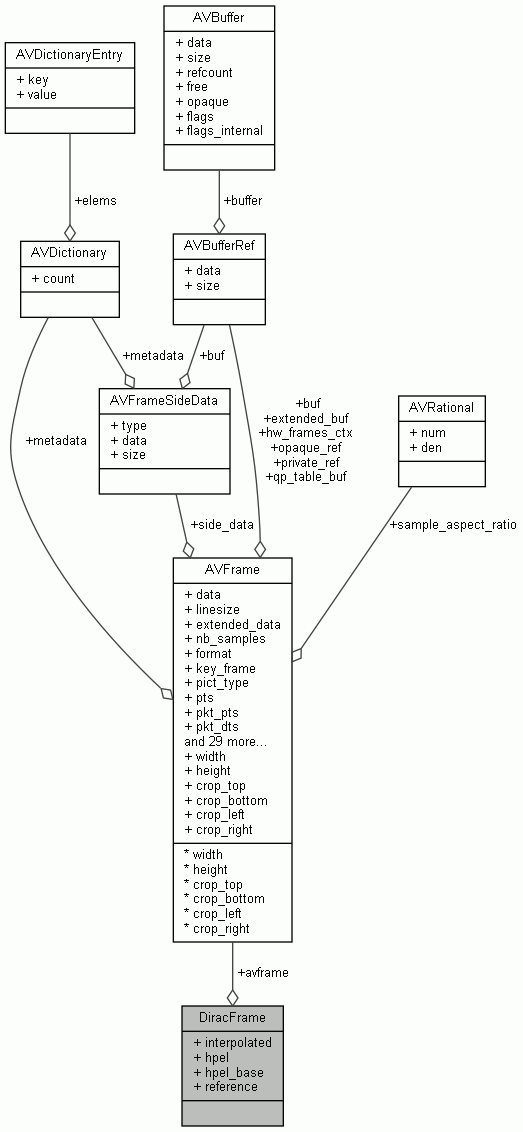 AVBuffer
+ data
+ size
+ refcount
+ free
+ opaque
+ flags
+ flags_internal
AVDictionaryEntry
+ key
+ value
+elems
+buffer
AVDictionary
+ count
AVBufferRef
+ data
+ size
+metadata
+buf
AVFrameSideData
+ type
+ data
+ size
+metadata
+buf
+extended_buf
+hw_frames_ctx
+opaque_ref
+private_ref
+qp_table_buf
AVRational
+ num
+ den
+side_data
+sample_aspect_ratio
AVFrame
+ data
+ linesize
+ extended_data
+ nb_samples
+ format
+ key_frame
+ pict_type
+ pts
+ pkt_pts
+ pkt_dts
and 29 more...
+ width
+ height
+ crop_top
+ crop_bottom
+ crop_left
+ crop_right
* width
* height
* crop_top
* crop_bottom
* crop_left
* crop_right
+avframe
DiracFrame
+ interpolated
+ hpel
+ hpel_base
+ reference